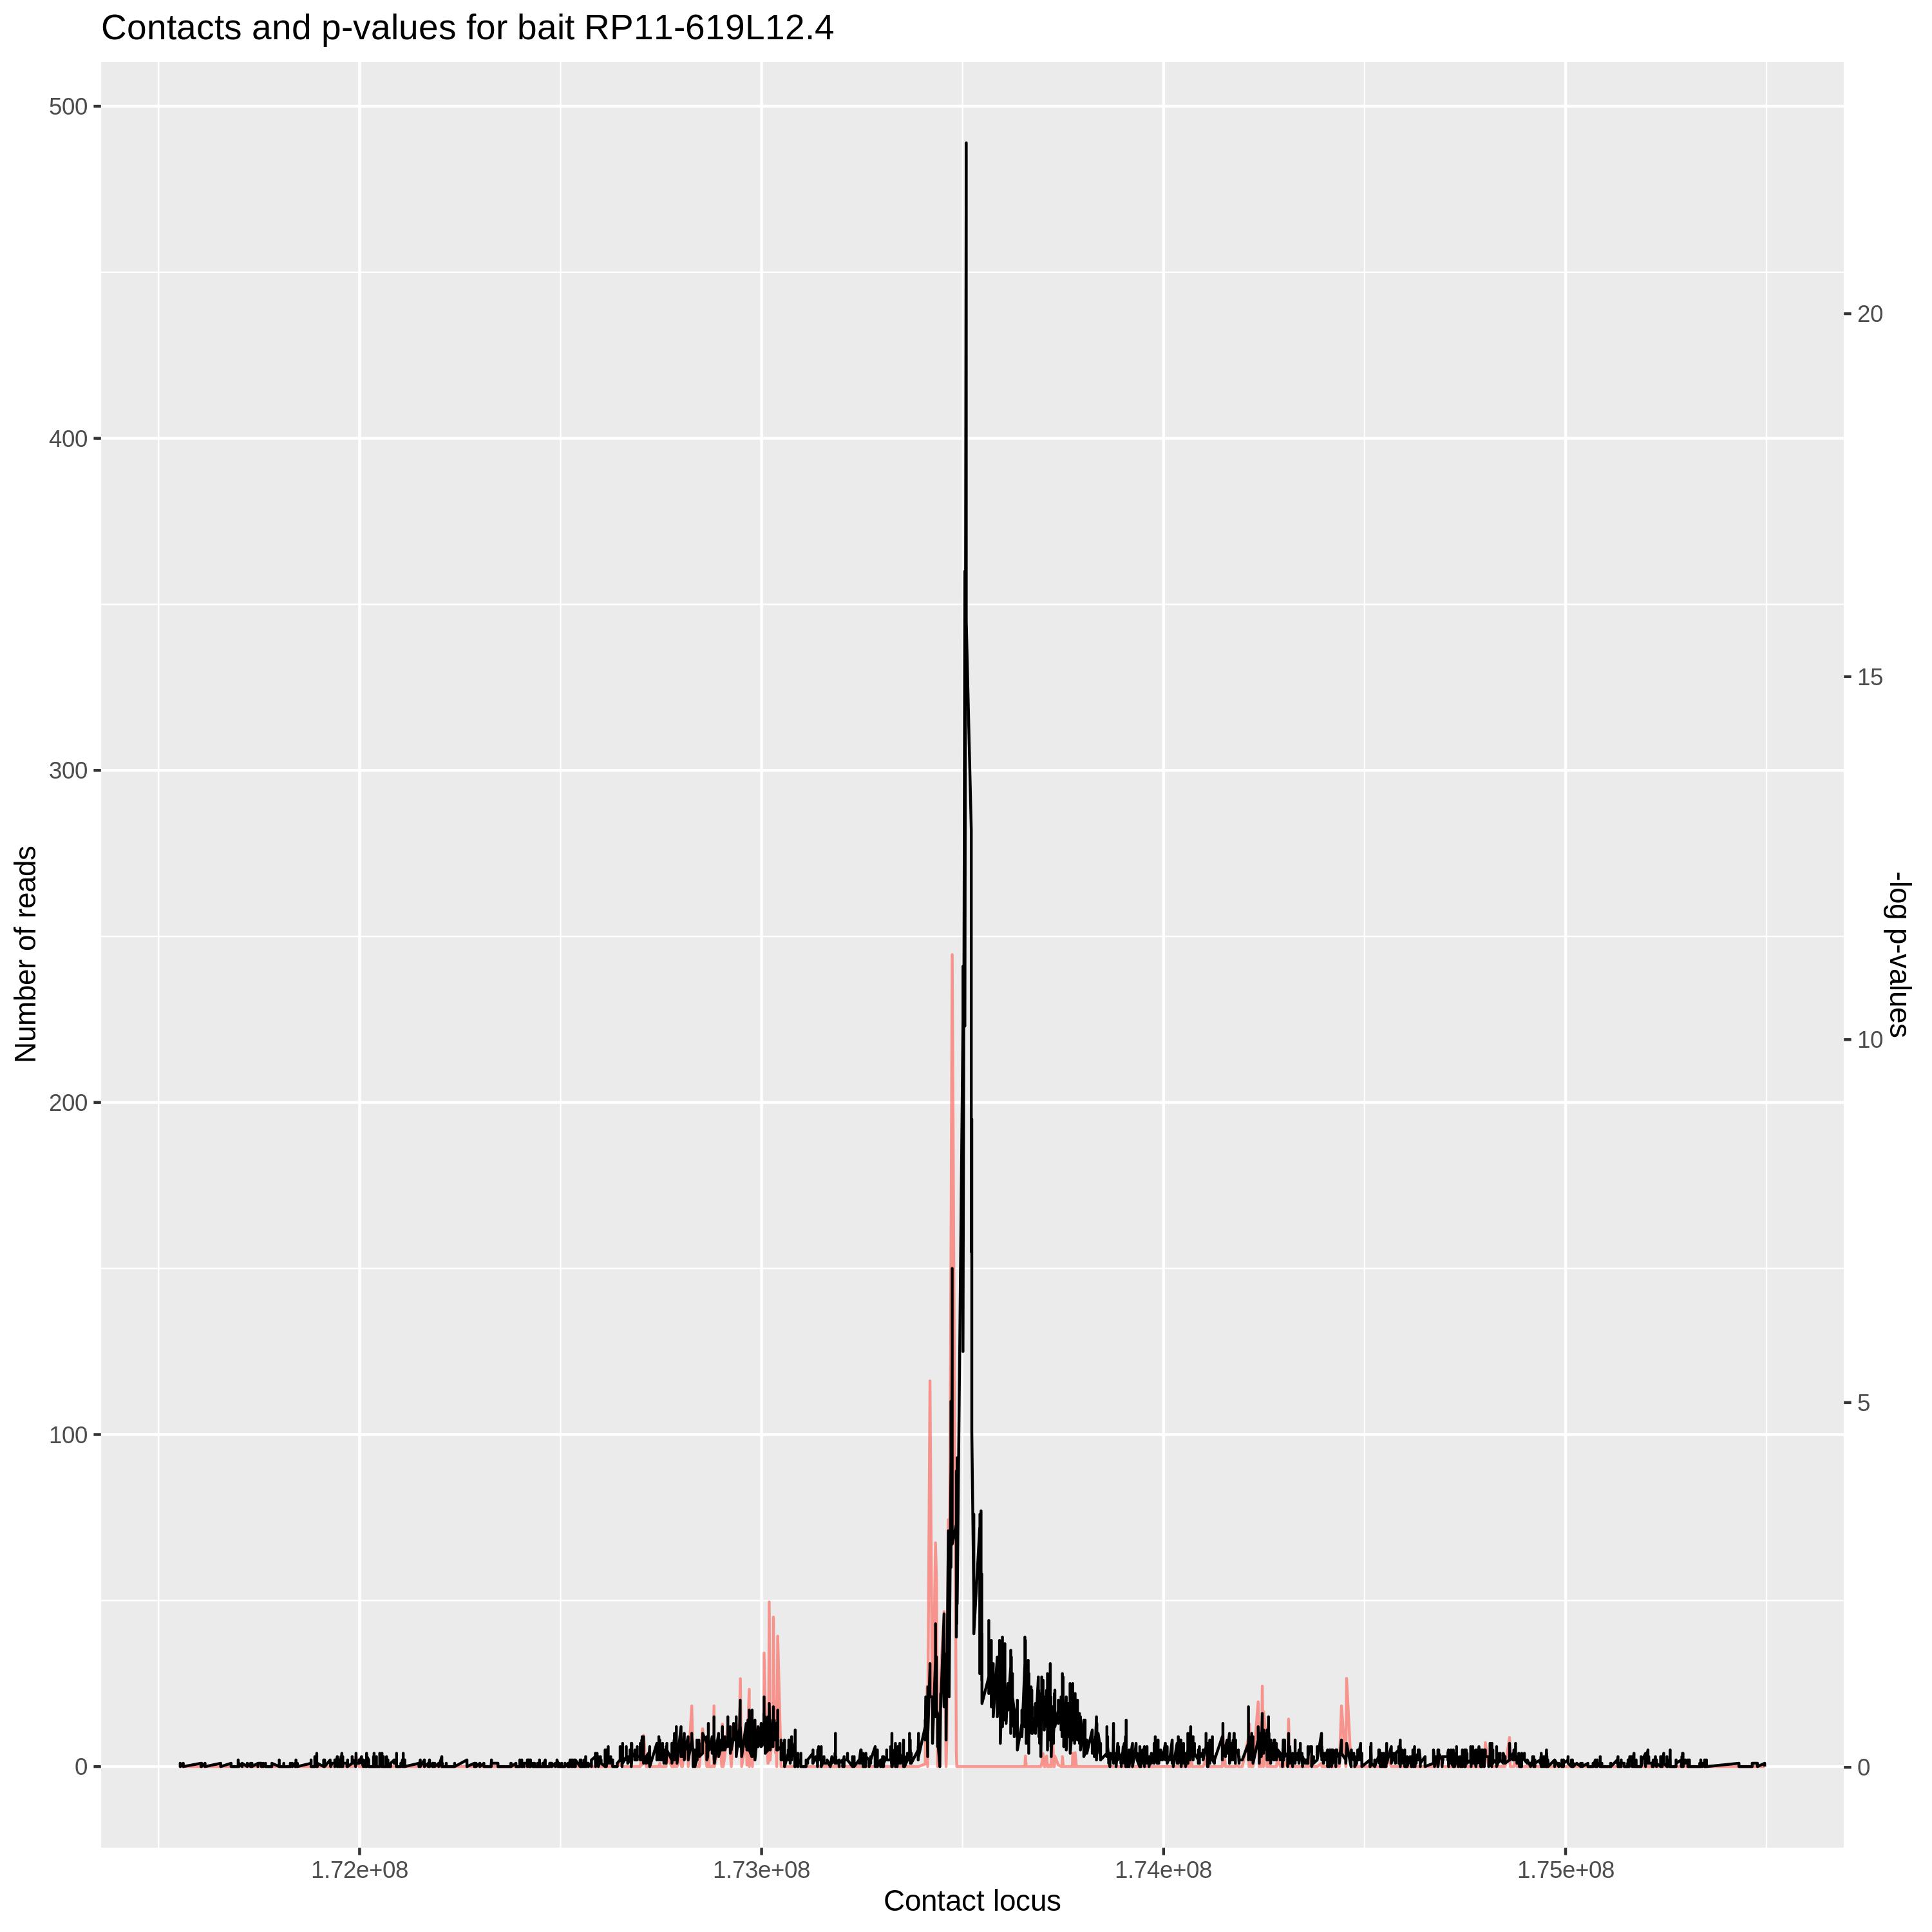 Contacts and p-values for bait RP11-619L12.4
500
400
300
200
100
0
Number of reads
20
15
10
5
0
-log p-values
1.72e+08
1.73e+08
1.74e+08
1.75e+08
Contact locus